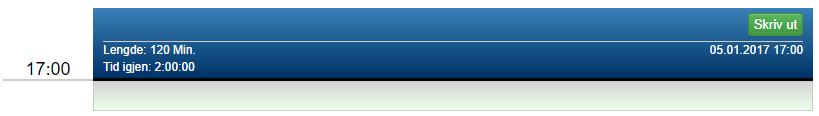 Skriv ut
Lengde: 120 Min. 05.01.2017 17:00
Tid igjen: 2:00:00
17:00